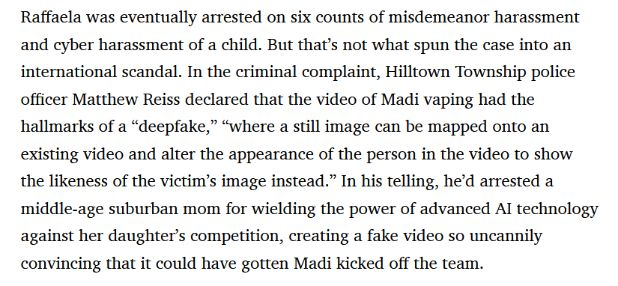 Raffaela was eventually arrested on six counts of misdemeanor harassment
and cyber harassment of a child. But that’s not what spun the case into an
international scandal. In the criminal complaint, Hilltown Township police
officer Matthew Reiss declared that the video of Madi vaping had the
hallmarks of a “deepfake,” “where a still image can be mapped onto an
existing video and alter the appearance of the person in the video to show
the likeness of the victim’s image instead.” In his telling, he’d arrested a
middle-age suburban mom for wielding the power of advanced AI technology
against her daughter’s competition, creating a fake video so uncannily
convincing that it could have gotten Madi kicked off the team.